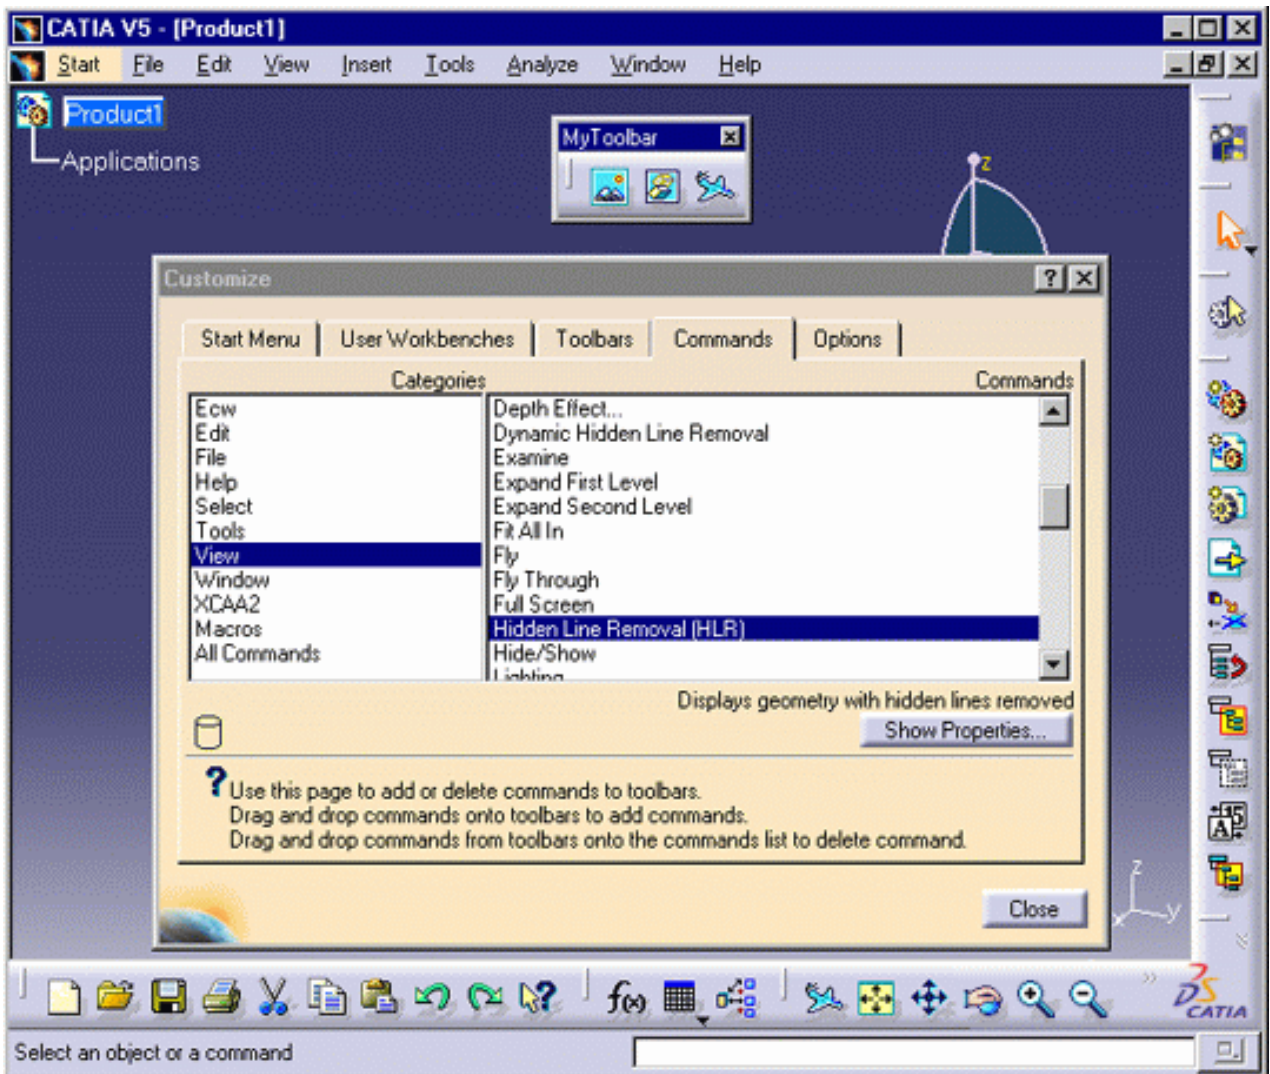 CATIA V5 - [Product1]
Start File Edit View Insert Tools Analyze Window Help
Product1
Applications
MyToolbar
z
Customize
Start Menu User Workbenches Toolbars Commands Options
Categories Commands
Ecw
Edit
File
Help
Select
Tools
View
Window
XCAA2
Macros
All Commands
Depth Effect...
Dynamic Hidden Line Removal
Examine
Expand First Level
Expand Second Level
Fit All In
Fly
Fly Through
Full Screen
Hidden Line Removal (HLR)
Hide/Show
Lighting
Displays geometry with hidden lines removed
Show Properties...
Use this page to add or delete commands to toolbars.
Drag and drop commands onto toolbars to add commands.
Drag and drop commands from toolbars onto the commands list to delete command.
Close
z
x y
f(x)
CATIA
Select an object or a command